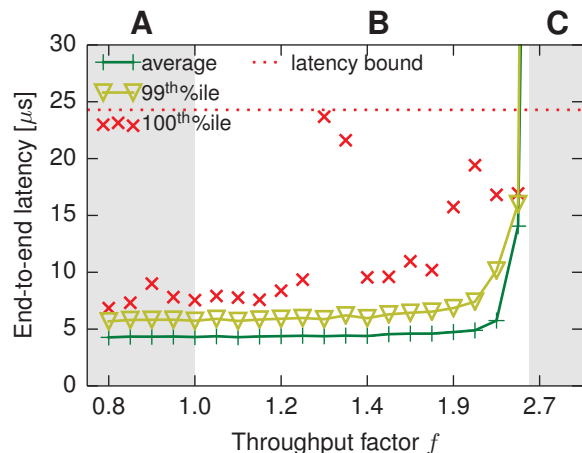 A B C
30
25
20
15
10
5
0
End-to-end latency [μs]
average
99th%ile
100th%ile
latency bound
0.8 1.0 1.2 1.4 1.9 2.7
Throughput factor f